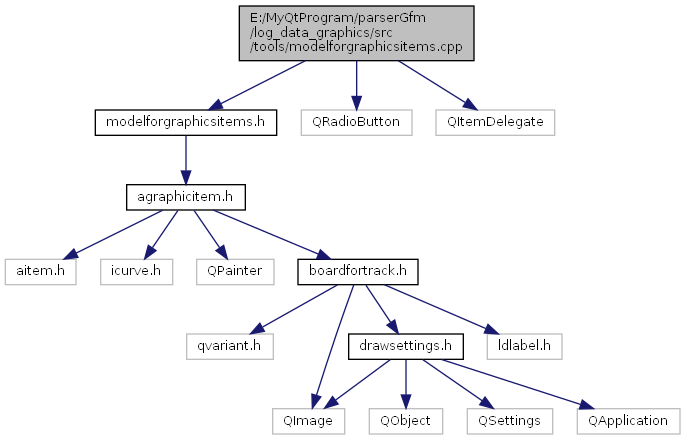 E:/MyQtProgram/parserGfm
/log_data_graphics/src
/tools/modelforgraphicsitems.cpp
modelforgraphicsitems.h
QRadioButton
QItemDelegate
agraphicitem.h
aitem.h
icurve.h
QPainter
boardfortrack.h
qvariant.h
drawsettings.h
ldlabel.h
QImage
QObject
QSettings
QApplication